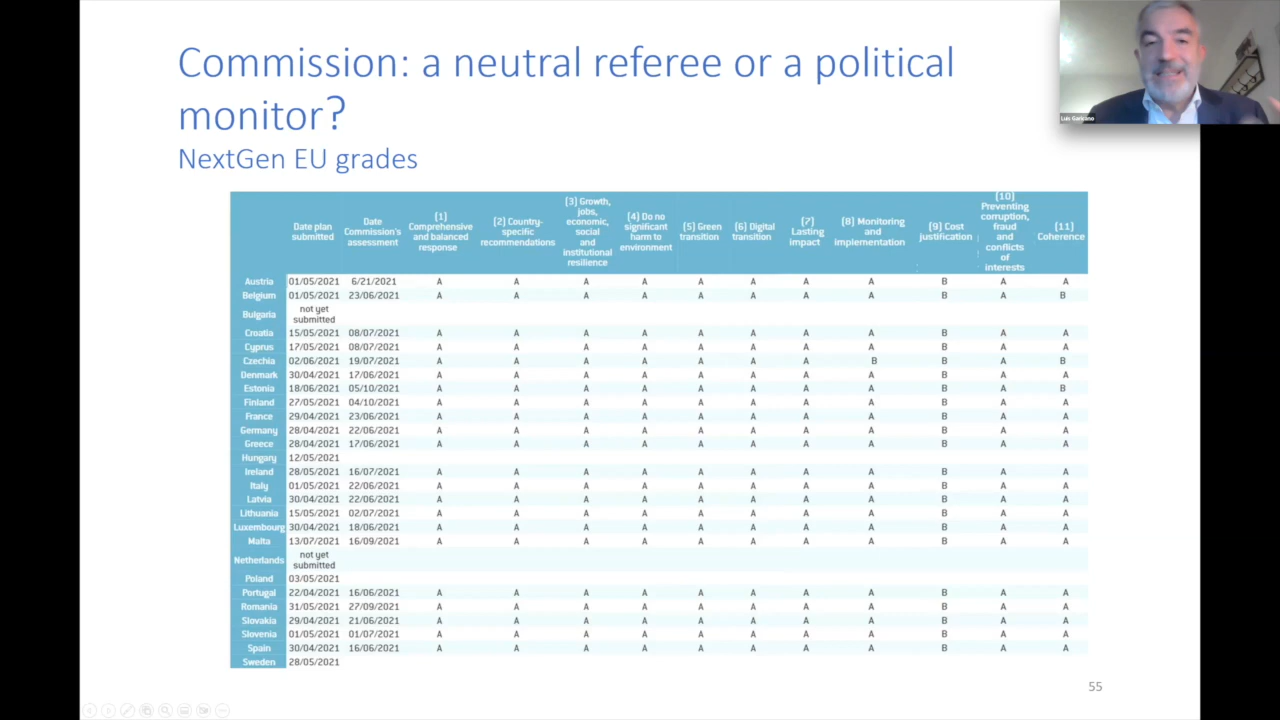 Commission: a neutral referee or a political
monitor?
NextGen EU grades
Luis Garicano
Date plan submitted | Date Commission's assessment | (1) Comprehensive and balanced response | (2) Country-specific recommendations | (3) Growth, jobs, economic, social and institutional resilience | (4) Do no significant harm to environment | (5) Green transition | (6) Digital transition | (7) Lasting impact | (8) Monitoring and implementation | (9) Cost justification | (10) Preventing corruption, fraud and conflicts of interests | (11) Coherence
Austria 01/05/2021 6/21/2021 A A A A A A A A B A A
Belgium 01/05/2021 23/06/2021 A A A A A A A A B A B
Bulgaria not yet submitted
Croatia 15/05/2021 08/07/2021 A A A A A A A A B A A
Cyprus 17/05/2021 08/07/2021 A A A A A A A A B A A
Czechia 02/06/2021 19/07/2021 A A A A A A A B B A B
Denmark 30/04/2021 17/06/2021 A A A A A A A A B A A
Estonia 18/06/2021 05/10/2021 A A A A A A A A B A B
Finland 27/05/2021 04/10/2021 A A A A A A A A B A A
France 29/04/2021 23/06/2021 A A A A A A A A B A A
Germany 28/04/2021 22/06/2021 A A A A A A A A B A A
Greece 28/04/2021 17/06/2021 A A A A A A A A B A A
Hungary 12/05/2021
Ireland 28/05/2021 16/07/2021 A A A A A A A A B A A
Italy 01/05/2021 22/06/2021 A A A A A A A A B A A
Latvia 30/04/2021 22/06/2021 A A A A A A A A B A A
Lithuania 15/05/2021 02/07/2021 A A A A A A A A B A A
Luxembourg 30/04/2021 18/06/2021 A A A A A A A A B A A
Malta 13/07/2021 16/09/2021 A A A A A A A A B A A
Netherlands not yet submitted
Poland 03/05/2021
Portugal 22/04/2021 16/06/2021 A A A A A A A A B A A
Romania 31/05/2021 27/09/2021 A A A A A A A A B A A
Slovakia 29/04/2021 21/06/2021 A A A A A A A A B A A
Slovenia 01/05/2021 01/07/2021 A A A A A A A A B A A
Spain 30/04/2021 16/06/2021 A A A A A A A A B A A
Sweden 28/05/2021
55